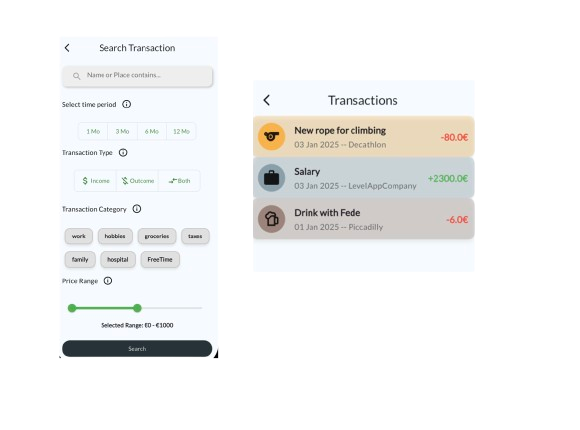 Search Transaction
Name or Place contains...
Select time period
1 Mo 3 Mo 6 Mo 12 Mo
Transaction Type
Income Outcome Both
Transaction Category
work hobbies groceries taxes
family hospital FreeTime
Price Range
Selected Range: €0 - €1000
Search
Transactions
New rope for climbing
03 Jan 2025 -- Decathlon
-80.0€
Salary
03 Jan 2025 -- LevelAppCompany
+2300.0€
Drink with Fede
01 Jan 2025 -- Piccadilly
-6.0€